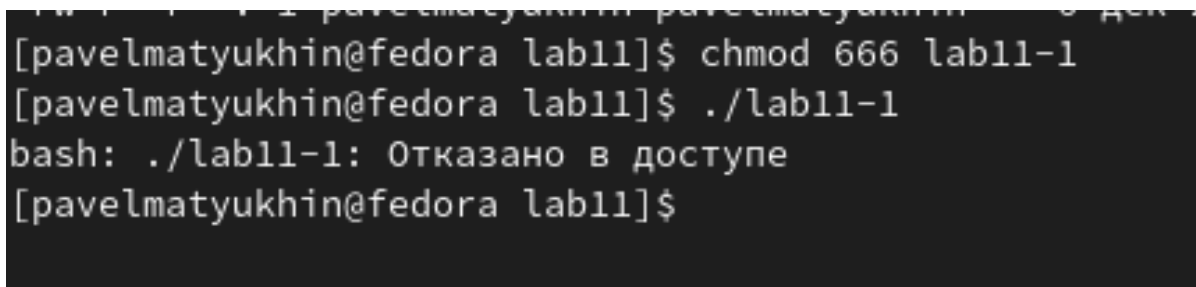 [pavelmatyukhin@fedora lab11]$ chmod 666 lab11-1
[pavelmatyukhin@fedora lab11]$ ./lab11-1
bash: ./lab11-1: Отказано в доступе
[pavelmatyukhin@fedora lab11]$